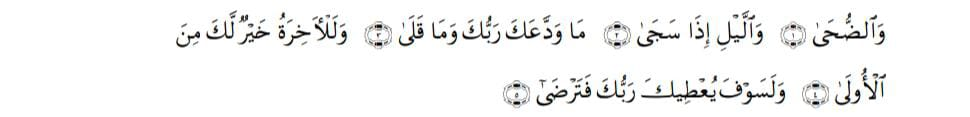 وَٱلضُّحَىٰ ۝١ وَٱلَّيْلِ إِذَا سَجَىٰ ۝٢ مَا وَدَّعَكَ رَبُّكَ وَمَا قَلَىٰ ۝٣ وَلَلْأٓخِرَةُ خَيْرٌ لَّكَ مِنَ
ٱلْأُولَىٰ ۝٤ وَلَسَوْفَ يُعْطِيكَ رَبُّكَ فَتَرْضَىٰٓ ۝٥